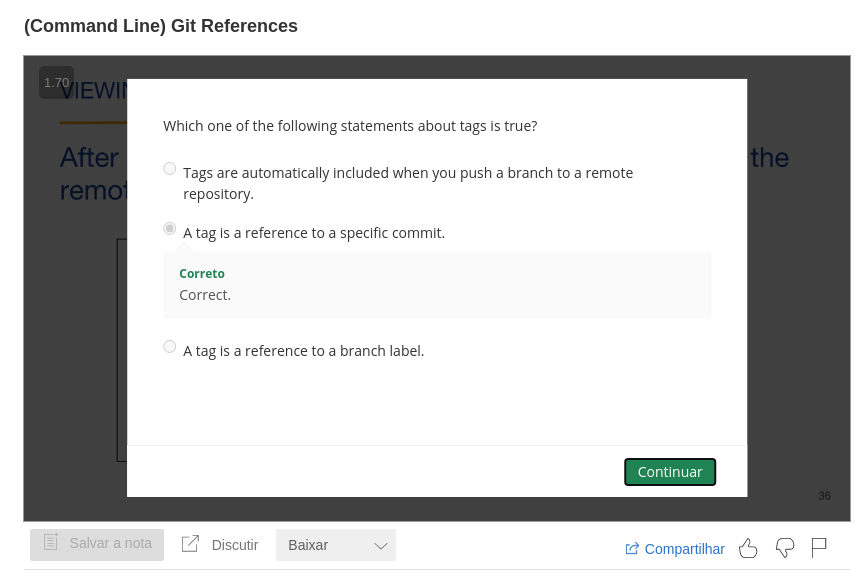 (Command Line) Git References
1.70
VIEWIN
After
the
remot
Which one of the following statements about tags is true?
Tags are automatically included when you push a branch to a remote
repository.
A tag is a reference to a specific commit.
Correto
Correct.
A tag is a reference to a branch label.
Continuar
36
Salvar a nota
Discutir
Baixar
Compartilhar